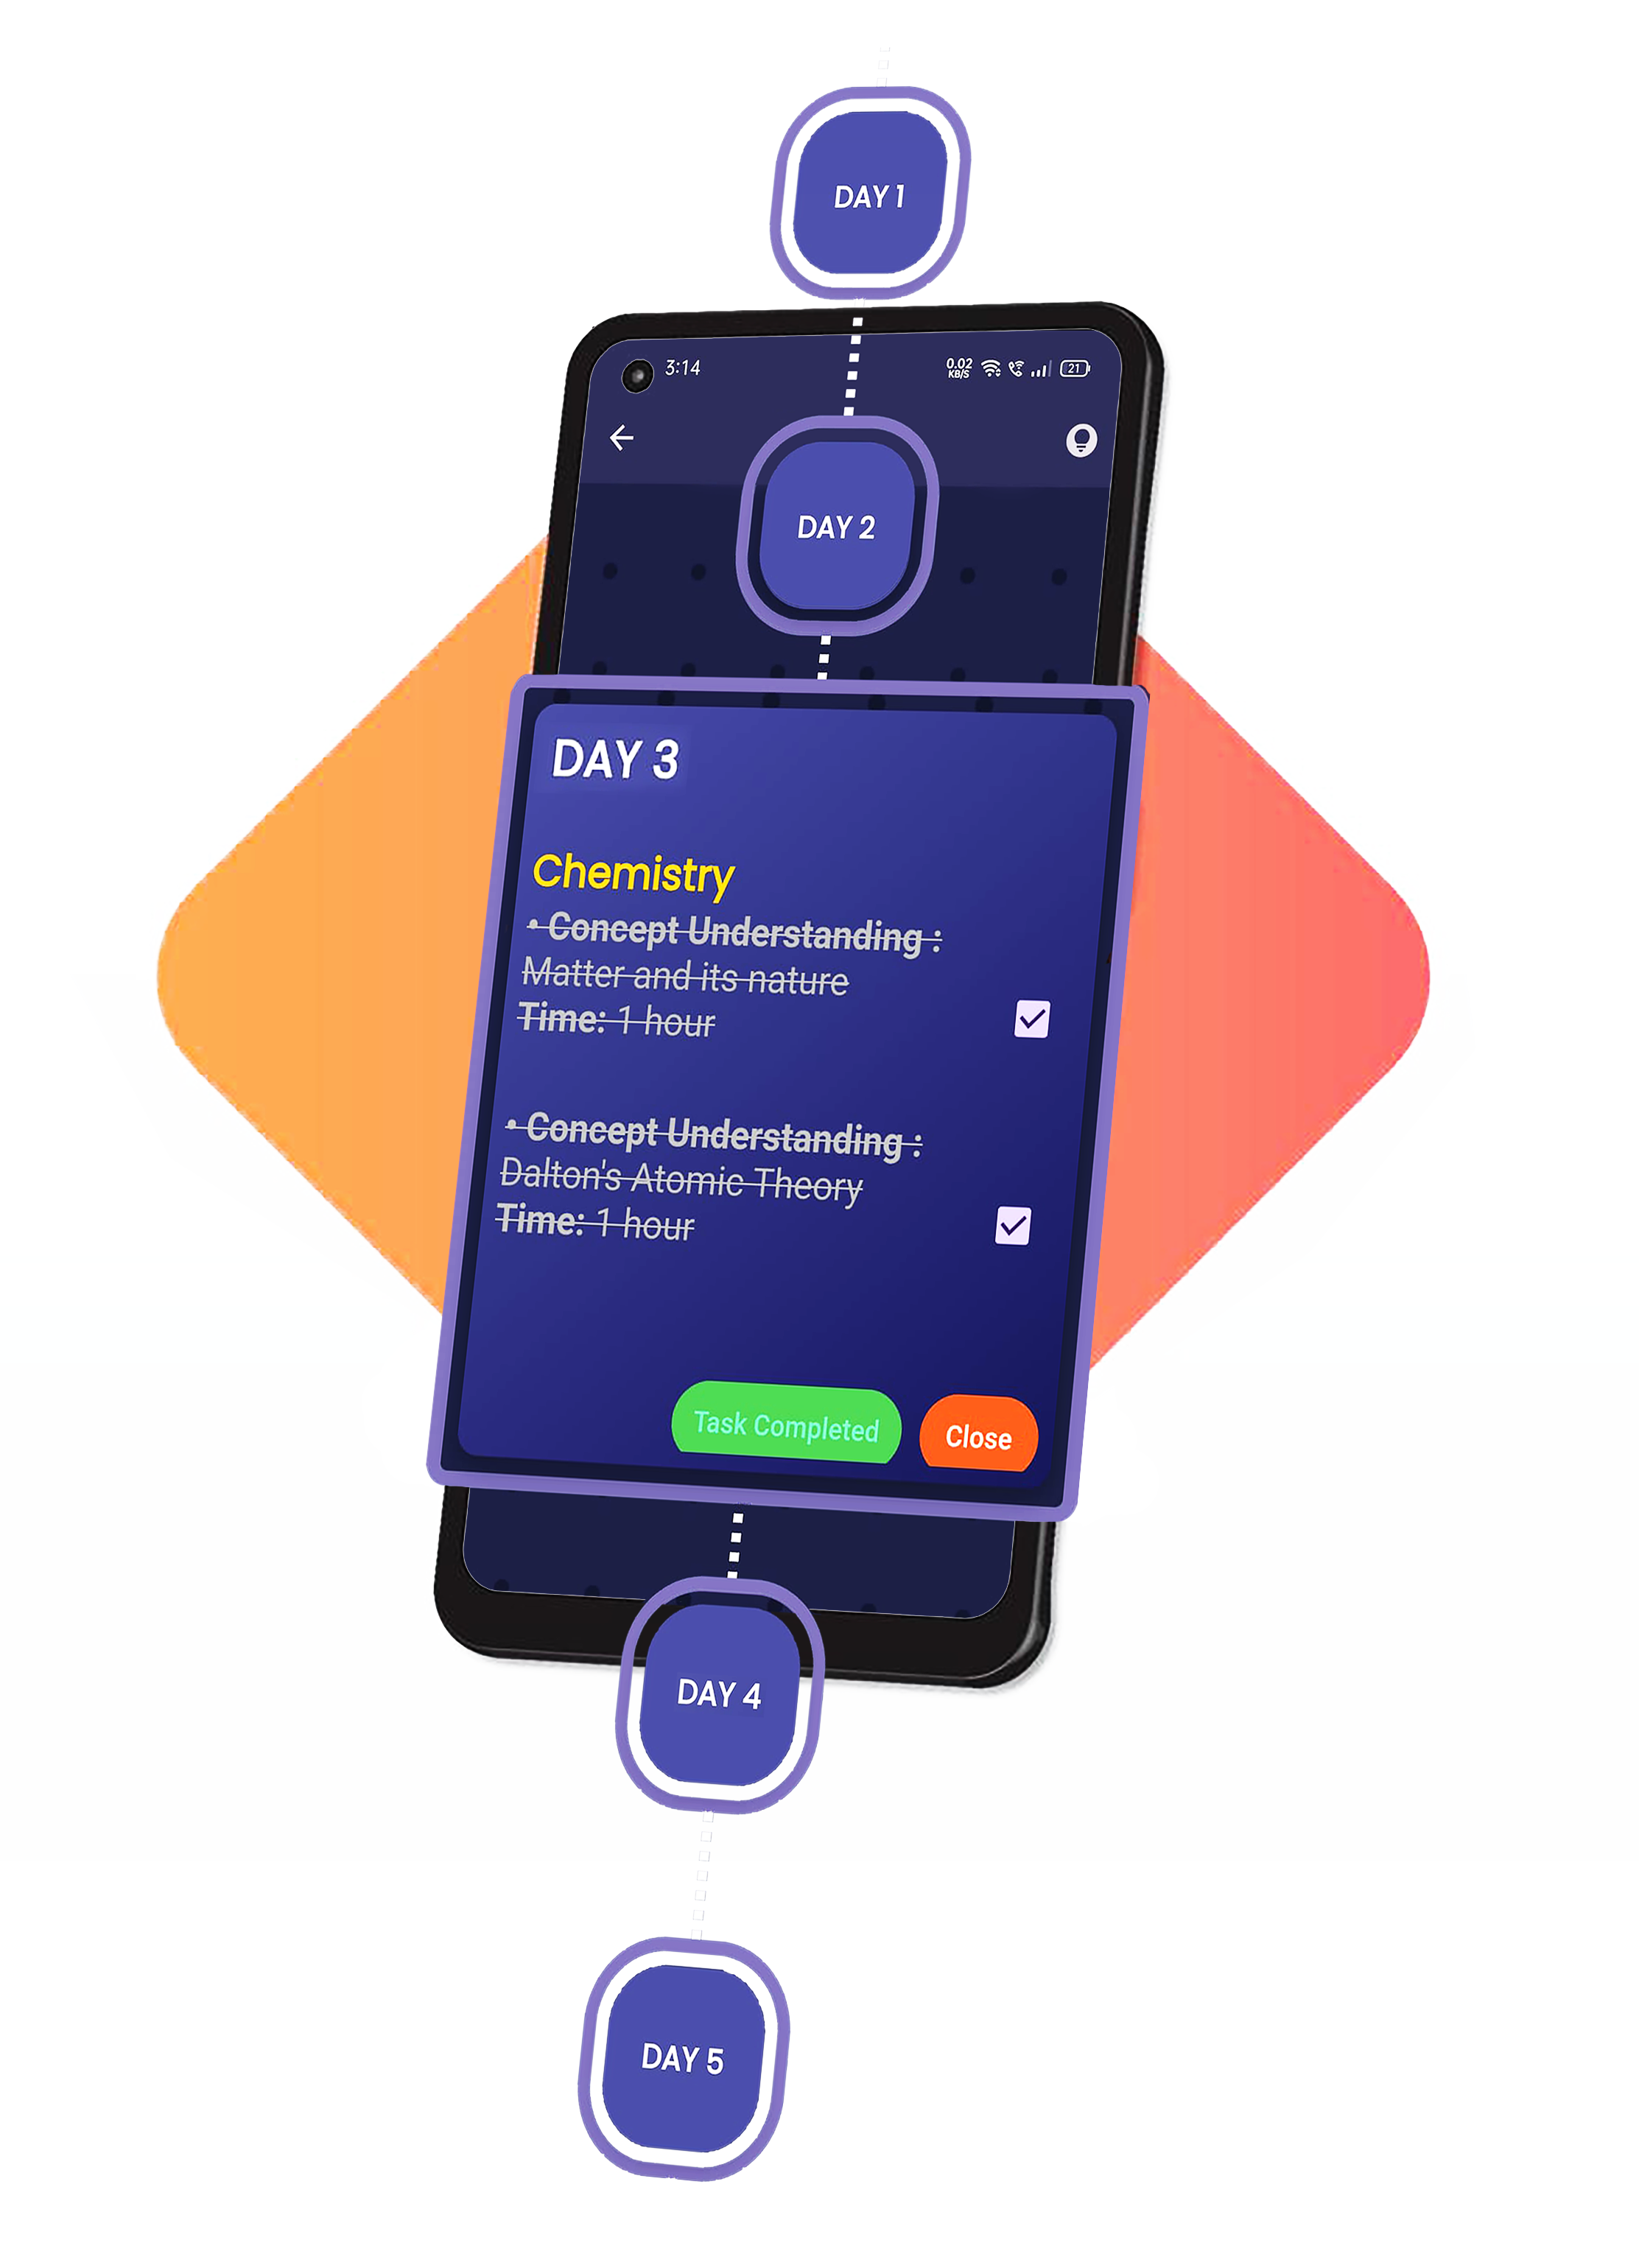 DAY 1
3:14
0.02
KB/S
21
DAY 2
DAY 3
Chemistry
• Concept Understanding :
Matter and its nature
Time: 1 hour
• Concept Understanding :
Dalton's Atomic Theory
Time: 1 hour
Task Completed
Close
DAY 4
DAY 5